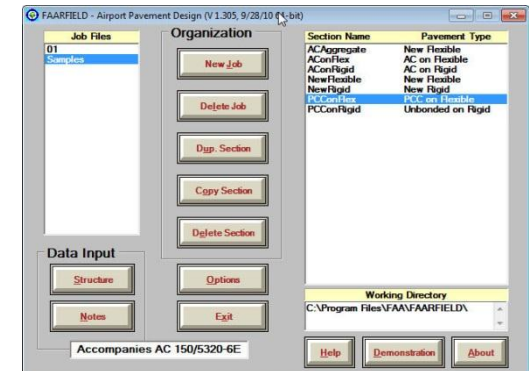 FAARFIELD - Airport Pavement Design (V 1.305, 9/28/10 64-bit)
Job Files
01
Samples
Organization
New Job
Delete Job
Dup. Section
Copy Section
Delete Section
Data Input
Structure
Options
Notes
Exit
Accompanies AC 150/5320-6E
Section Name Pavement Type
ACAggregate New Flexible
AConFlex AC on Flexible
AConRigid AC on Rigid
NewFlexible New Flexible
NewRigid New Rigid
PCConFlex PCC on Flexible
PCConRigid Unbonded on Rigid
Working Directory
C:\Program Files\FAA\FAARFIELD\
Help
Demonstration
About